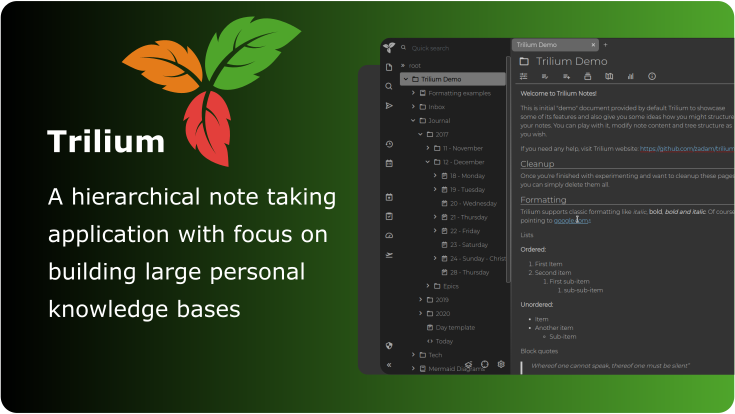 Trilium
A hierarchical note taking
application with focus on
building large personal
knowledge bases
Quick search
root
Trilium Demo
Formatting examples
Inbox
Journal
2017
11 - November
12 - December
18 - Monday
19 - Tuesday
20 - Wednesday
21 - Thursday
22 - Friday
23 - Saturday
24 - Sunday - Christ
28 - Thursday
Epics
2019
2020
Day template
Today
Tech
Mermaid Diagrams
Trilium Demo
Trilium Demo
Welcome to Trilium Notes!
This is initial "demo" document provided by default Trilium to showcase
some of its features and also give you some ideas how you might structure
your notes. You can play with it, modify note content and tree structure as
you wish.
If you need any help, visit Trilium website: https://github.com/zadam/trilium
Cleanup
Once you're finished with experimenting and want to cleanup these pages
you can simply delete them all.
Formatting
Trilium supports classic formatting like italic, bold, bold and italic. Of course
pointing to google.com
Lists
Ordered:
1. First Item
2. Second item
1. First sub-item
1. sub-sub-item
Unordered:
• Item
• Another item
◦ Sub-item
Block quotes
Whereof one cannot speak, thereof one must be silent"